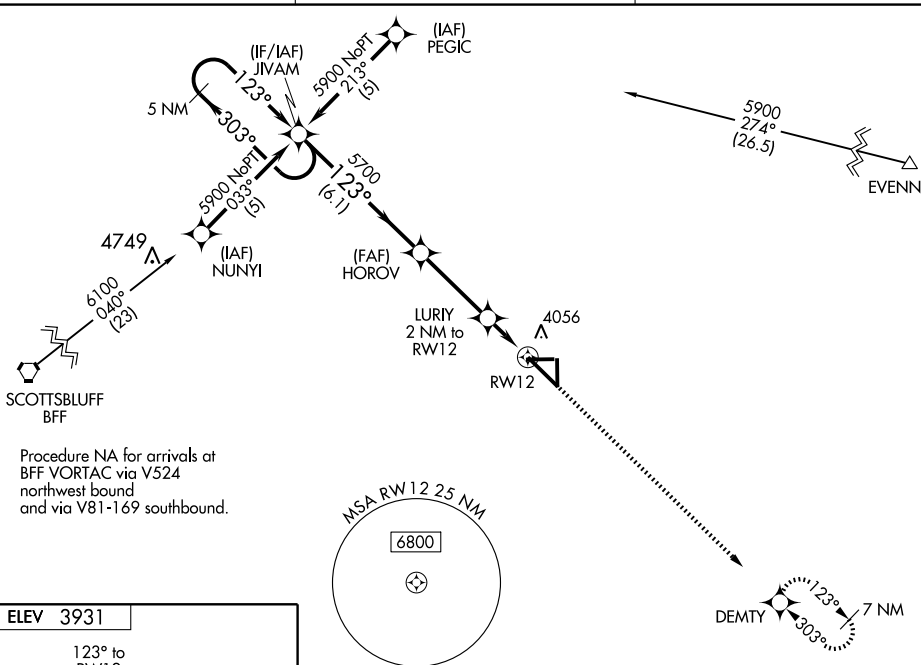 (IAF)
PEGIC
(IF/IAF)
JIVAM
5900 NoPT
213°
(5)
123°
5 NM
303°
5900
274°
(26.5)
EVENN
5900 NoPT
033°
(5)
5700
123°
(6.1)
4749
(IAF)
NUNYI
(FAF)
HOROV
6100
040°
(23)
LURIY
2 NM to
RW12
4056
RW12
SCOTTSBLUFF
BFF
Procedure NA for arrivals at
BFF VORTAC via V524
northwest bound
and via V81-169 southbound.
MSA RW12 25 NM
6800
DEMTY
123°
303°
7 NM
ELEV 3931
123° to
RW12